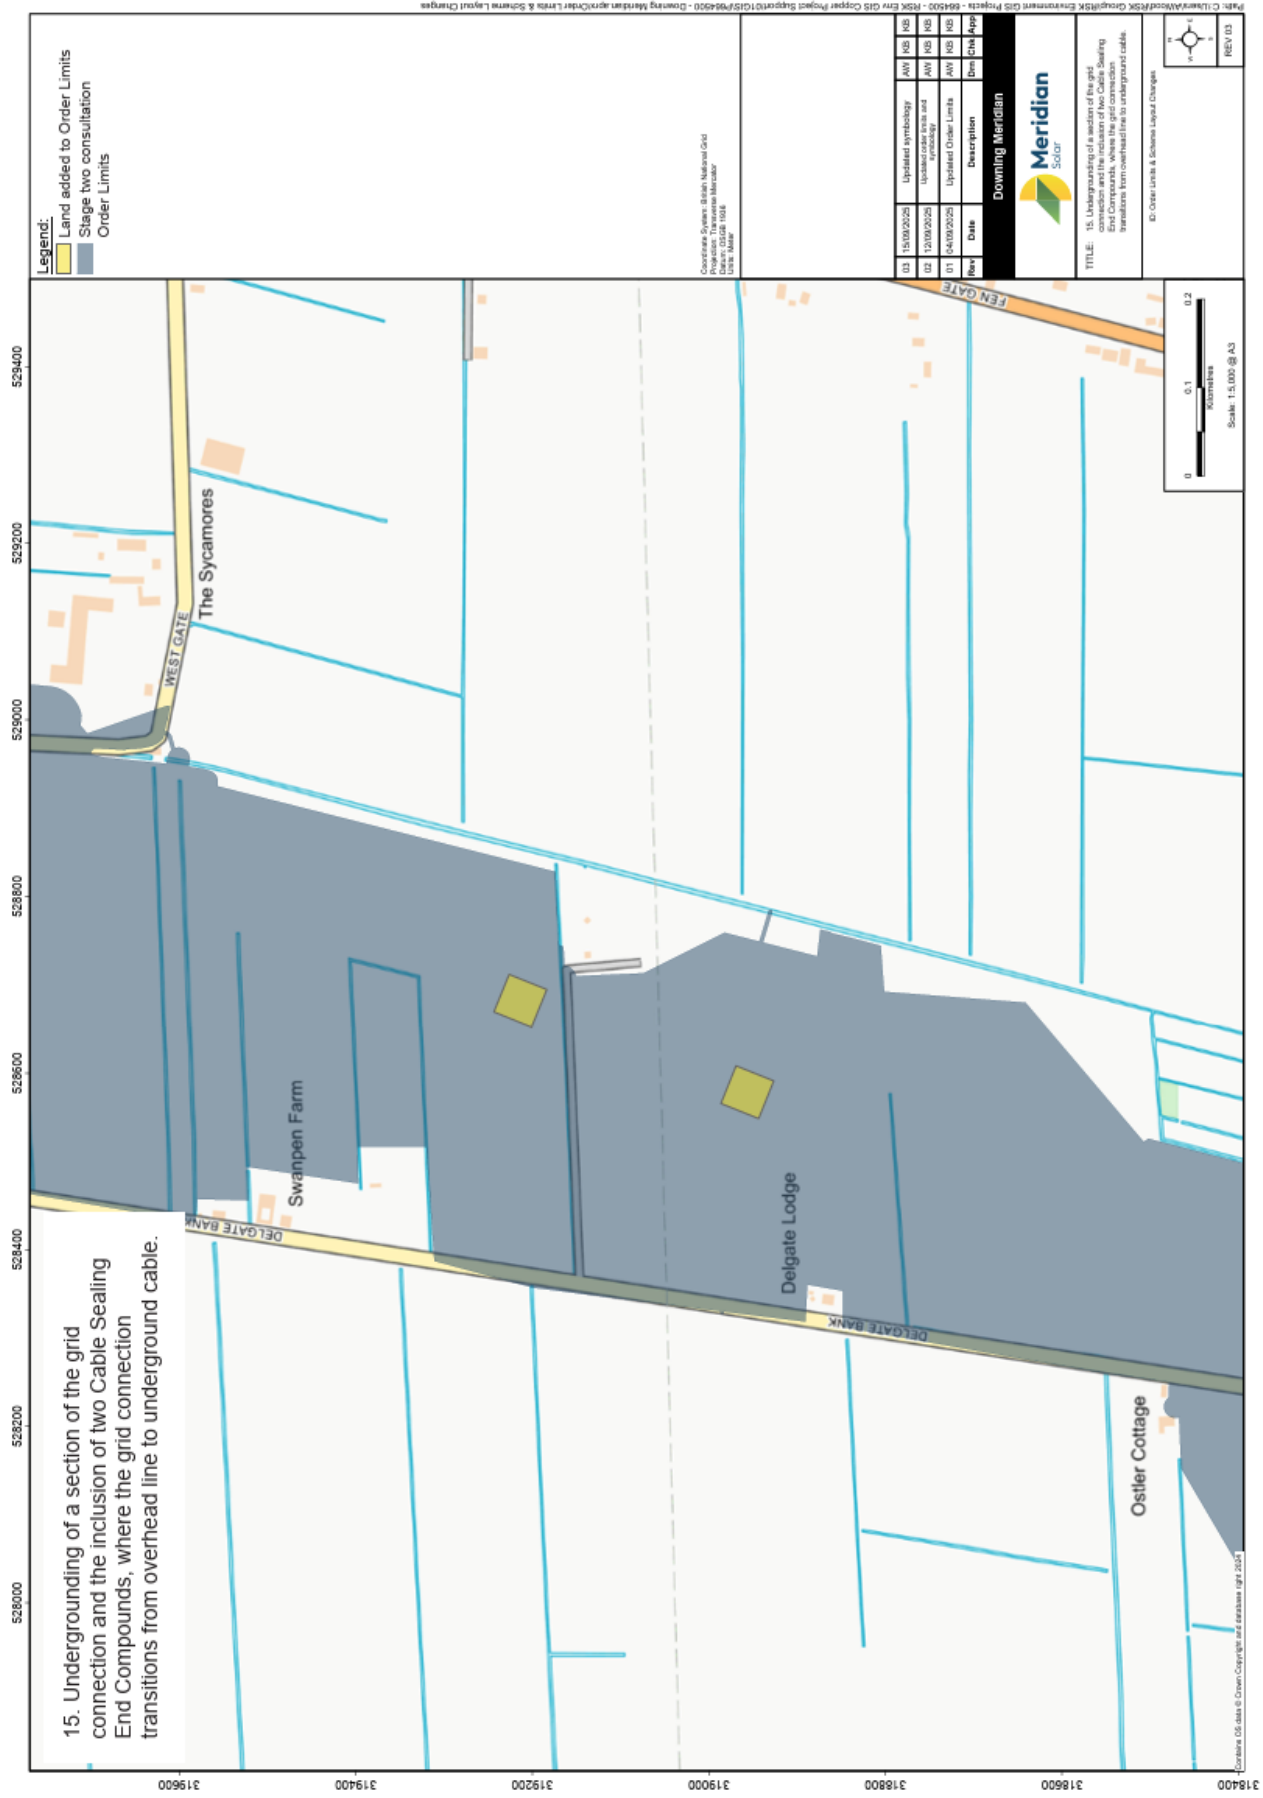 15. Undergrounding of a section of the grid
connection and the inclusion of two Cable Sealing
End Compounds, where the grid connection
transitions from overhead line to underground cable.
528000
528200
528400
528600
528800
529000
529200
529400
319600
319400
319200
319000
318800
318600
318400
WEST GATE
The Sycamores
Swanpen Farm
DELGATE BANK
Delgate Lodge
DELGATE BANK
Ostler Cottage
FEN GATE
Contains OS data © Crown Copyright and database right 2024
Legend:
Land added to Order Limits
Stage two consultation
Order Limits
Coordinate System: British National Grid
Projection: Transverse Mercator
Datum: OSGB 1936
Units: Meter
03 15/09/2025 Updated symbology AW KB KB
02 12/09/2025 Updated order limits and
symbology AW KB KB
01 04/09/2025 Updated Order Limits AW KB KB
Rev Date Description Drn Chk App
Downing Meridian
Meridian
Solar
TITLE: 15. Undergrounding of a section of the grid
connection and the inclusion of two Cable Sealing
End Compounds, where the grid connection
transitions from overhead line to underground cable.
ID: Order Limits & Scheme Layout Changes
N
E
S
W
REV 03
0 0.1 0.2
Kilometres
Scale: 1:5,000 @ A3